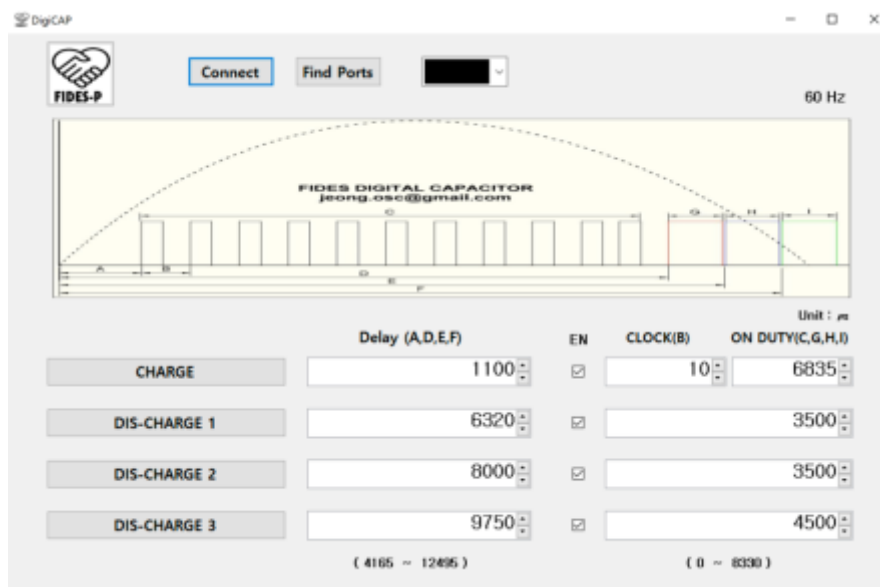 DigiCAP
FIDES-P
Connect
Find Ports
60 Hz
FIDES DIGITAL CAPACITOR
jeong.osc@gmail.com
C G H I
A B D
E
F
Unit :
Delay (A,D,E,F) EN CLOCK(B) ON DUTY(C,G,H,I)
CHARGE 1100 10 6835
DIS-CHARGE 1 6320 3500
DIS-CHARGE 2 8000 3500
DIS-CHARGE 3 9750 4500
( 4165 ~ 12495 ) ( 0 ~ 8330 )